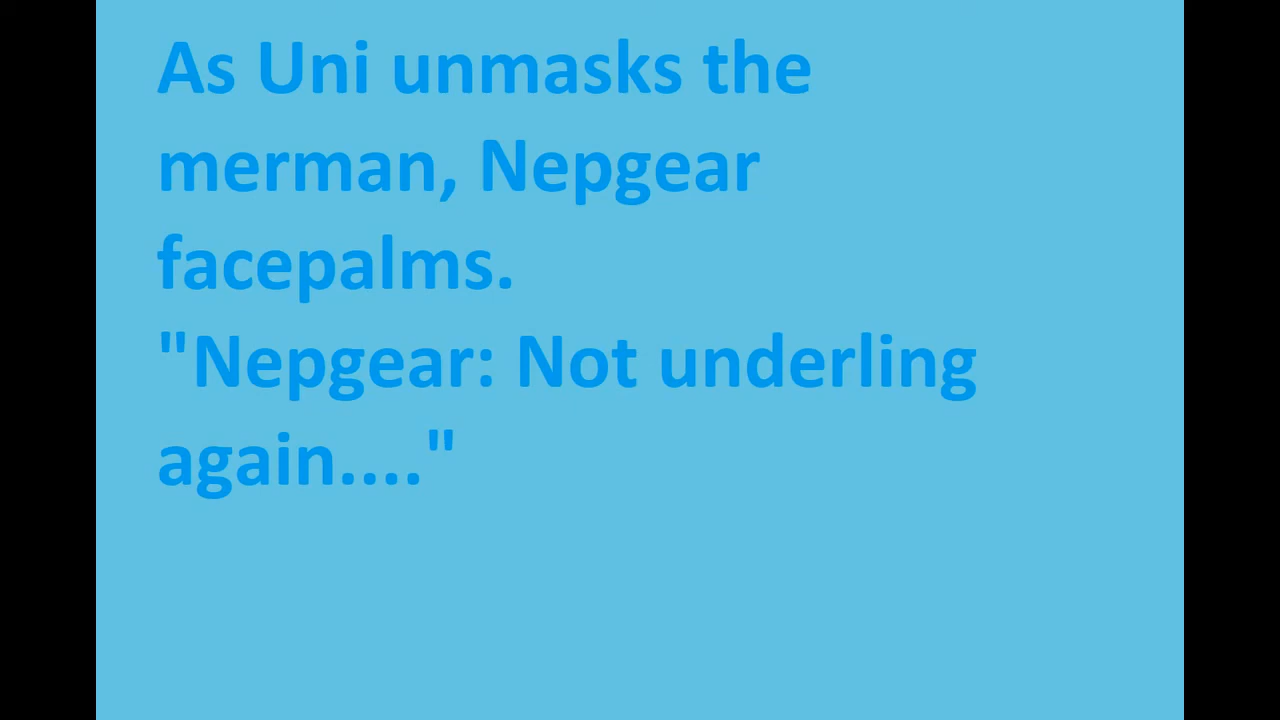 As Uni unmasks the
merman, Nepgear
facepalms.
"Nepgear: Not underling
again...."